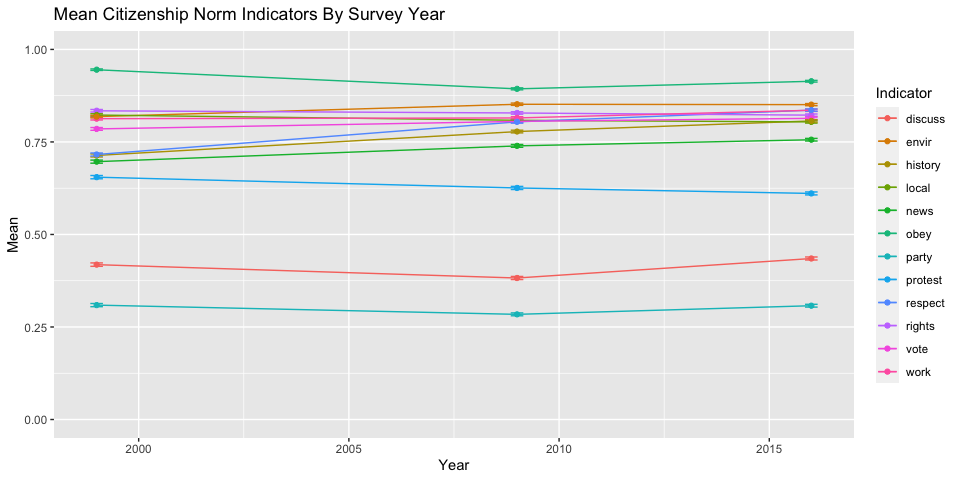 Mean Citizenship Norm Indicators By Survey Year
1.00
0.75
0.50
0.25
0.00
Mean
2000
2005
2010
2015
Year
Indicator
discuss
envir
history
local
news
obey
party
protest
respect
rights
vote
work